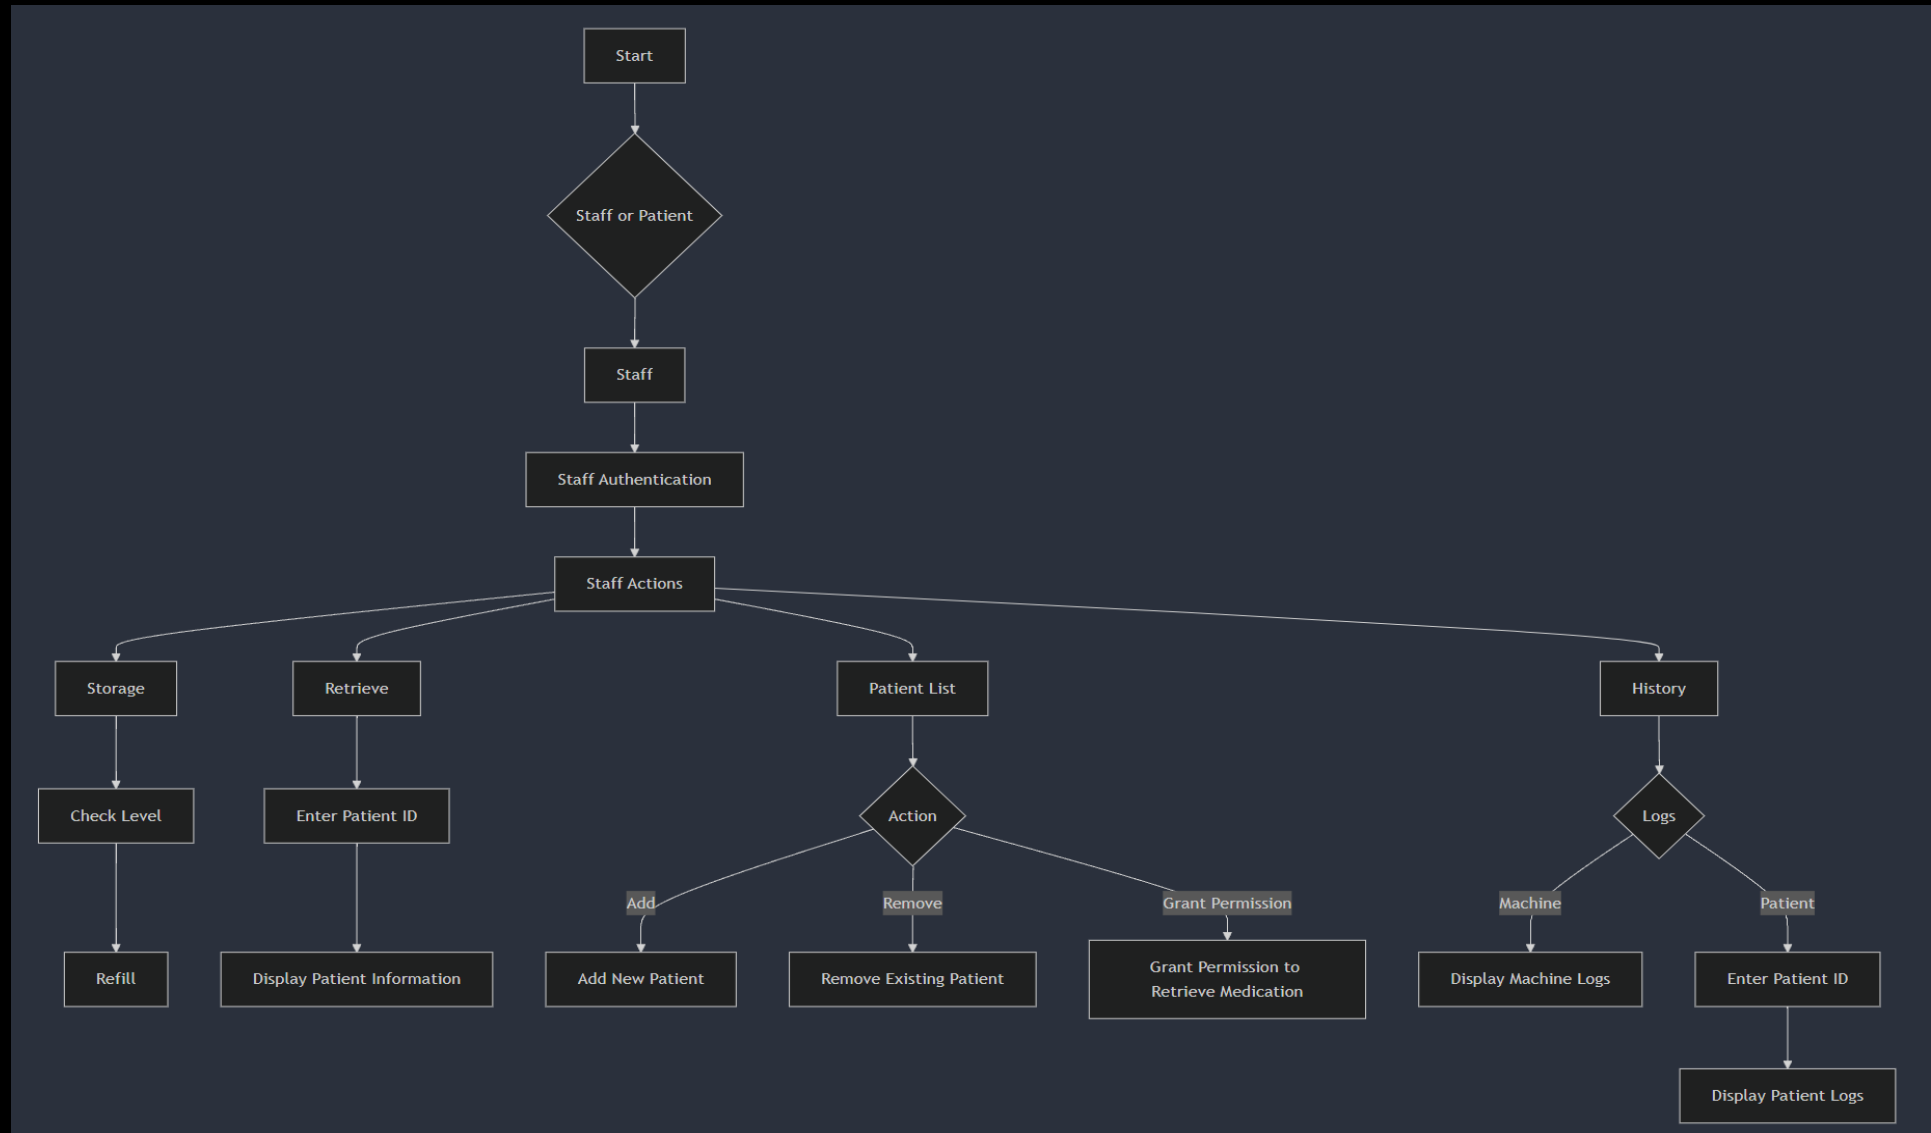 Start
Staff or Patient
Staff
Staff Authentication
Staff Actions
Storage
Retrieve
Patient List
History
Check Level
Enter Patient ID
Action
Logs
Add
Remove
Grant Permission
Machine
Patient
Refill
Display Patient Information
Add New Patient
Remove Existing Patient
Grant Permission to
Retrieve Medication
Display Machine Logs
Enter Patient ID
Display Patient Logs